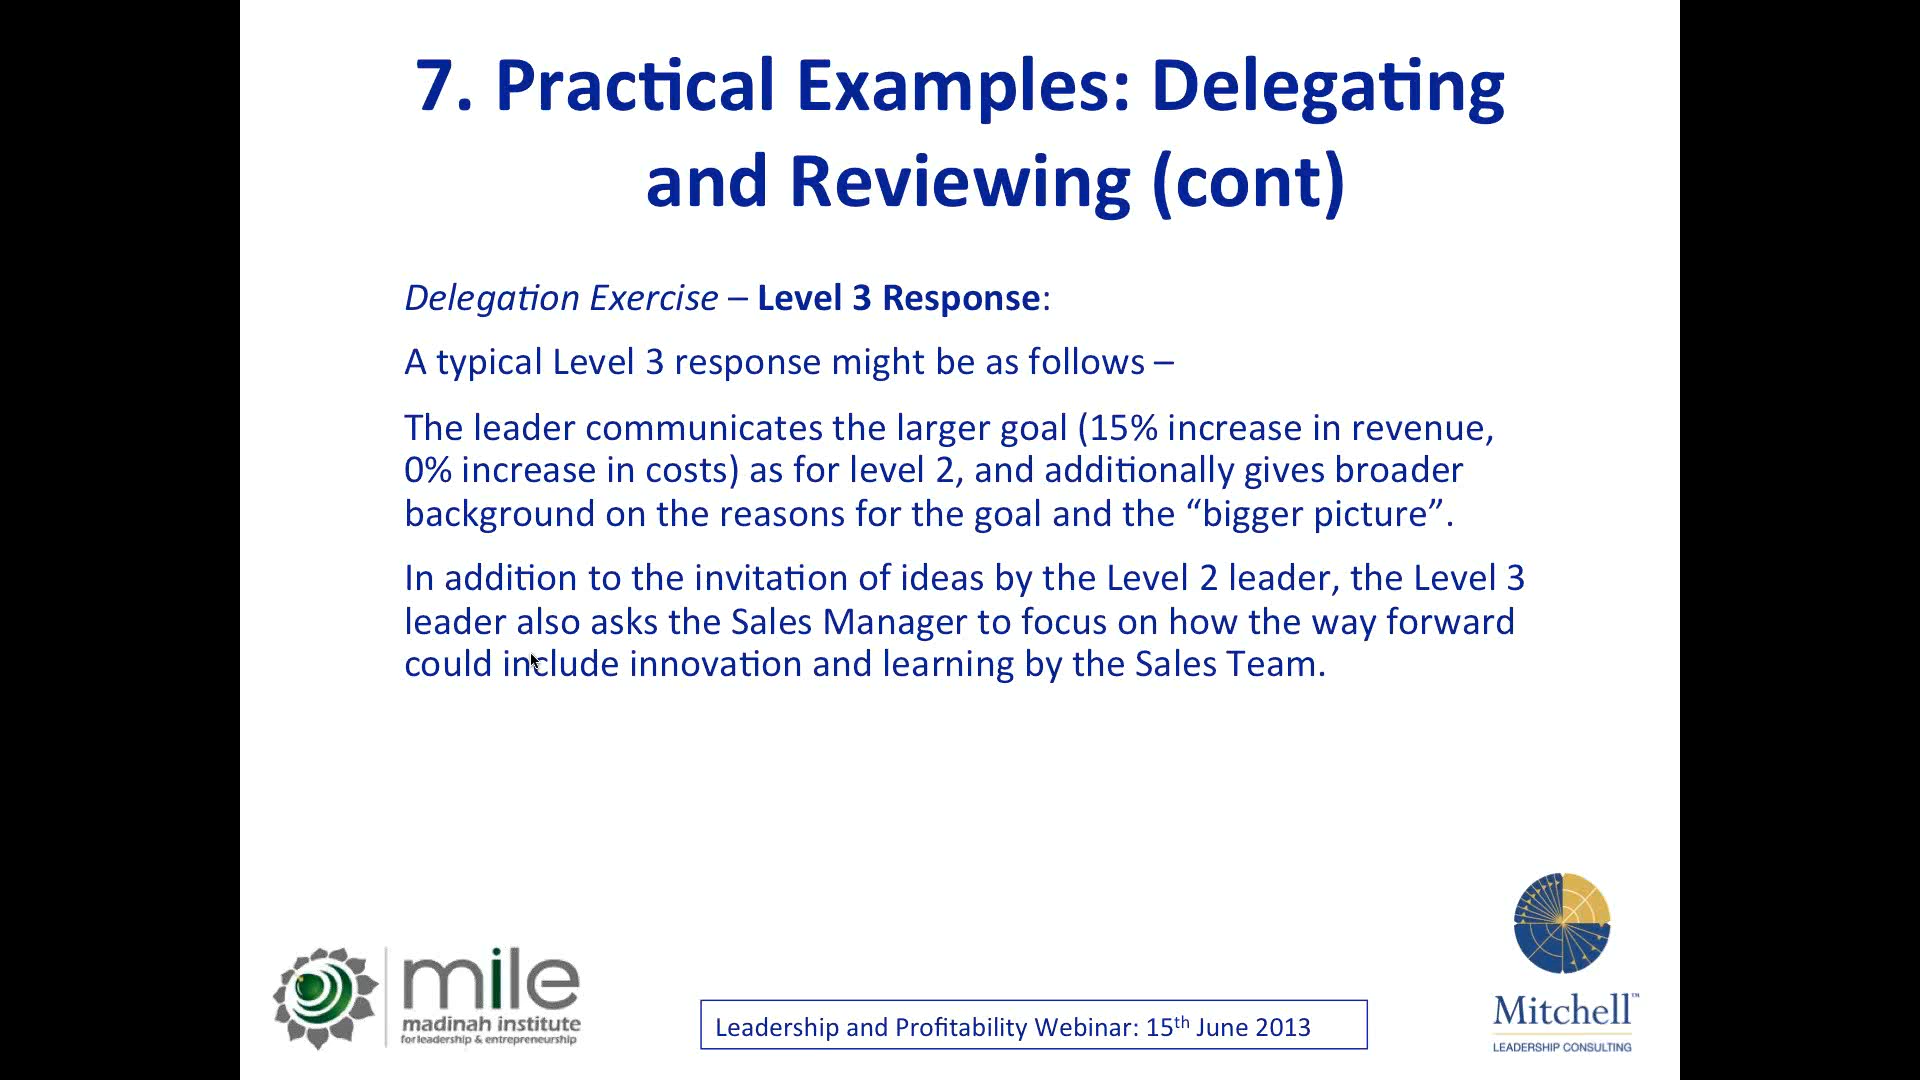 7. Practical Examples: Delegating
and Reviewing (cont)
Delegation Exercise – Level 3 Response:
A typical Level 3 response might be as follows –
The leader communicates the larger goal (15% increase in revenue,
0% increase in costs) as for level 2, and additionally gives broader
background on the reasons for the goal and the “bigger picture”.
In addition to the invitation of ideas by the Level 2 leader, the Level 3
leader also asks the Sales Manager to focus on how the way forward
could include innovation and learning by the Sales Team.
mile
madinah institute
for leadership & entrepreneurship
Leadership and Profitability Webinar: 15th June 2013
Mitchell™
LEADERSHIP CONSULTING